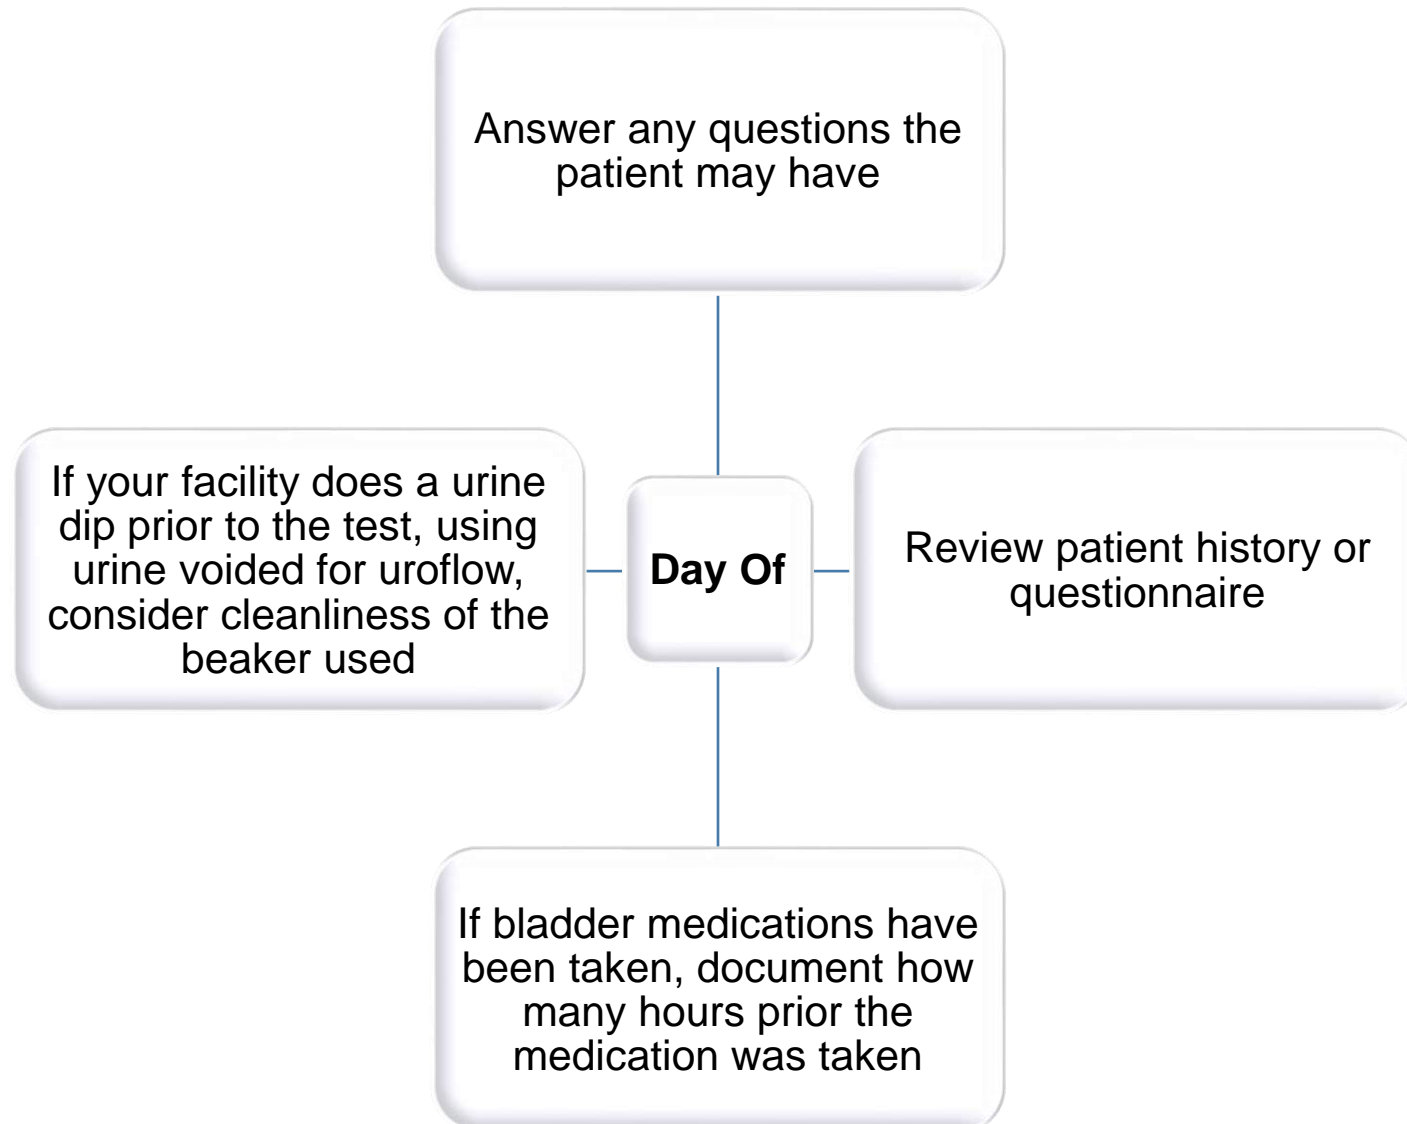 Answer any questions the
patient may have
If your facility does a urine
dip prior to the test, using
urine voided for uroflow,
consider cleanliness of the
beaker used
Day Of
Review patient history or
questionnaire
If bladder medications have
been taken, document how
many hours prior the
medication was taken